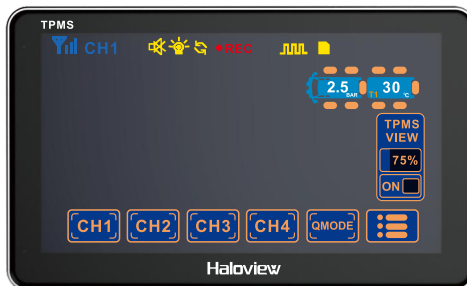 TPMS
CH1
REC
2.5 BAR
T1 30 °C
TPMS
VIEW
75%
ON
CH1 CH2 CH3 CH4 QMODE
Haloview